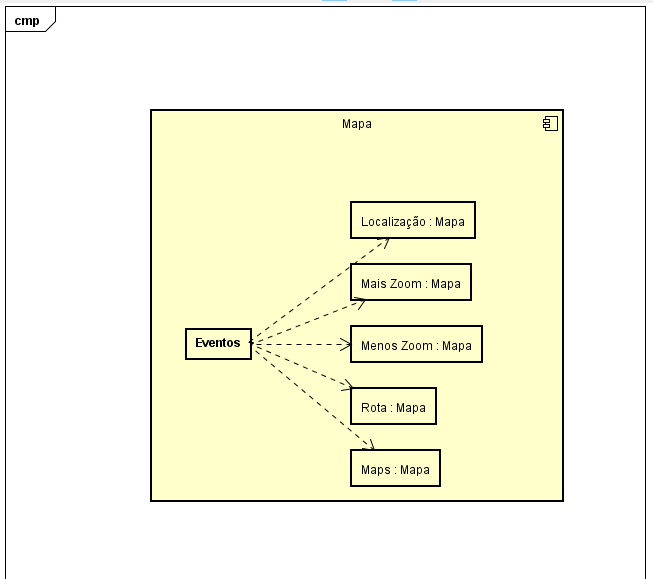 cmp
Mapa
Localização : Mapa
Mais Zoom : Mapa
Eventos
Menos Zoom : Mapa
Rota : Mapa
Maps : Mapa